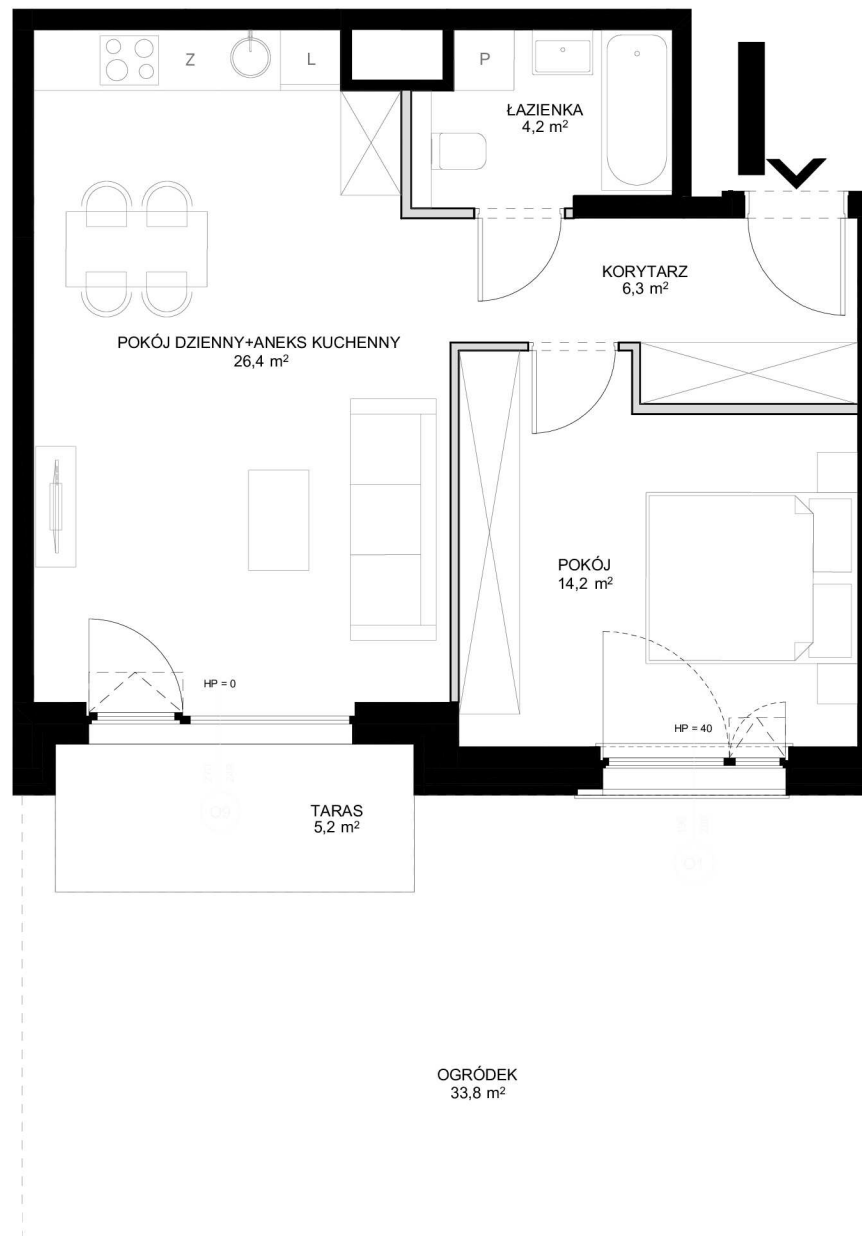 Z
L
P
ŁAZIENKA
4,2 m²
KORYTARZ
6,3 m²
POKÓJ DZIENNY+ANEKS KUCHENNY
26,4 m²
POKÓJ
14,2 m²
HP = 0
HP = 40
TARAS
5,2 m²
OGRÓDEK
33,8 m²